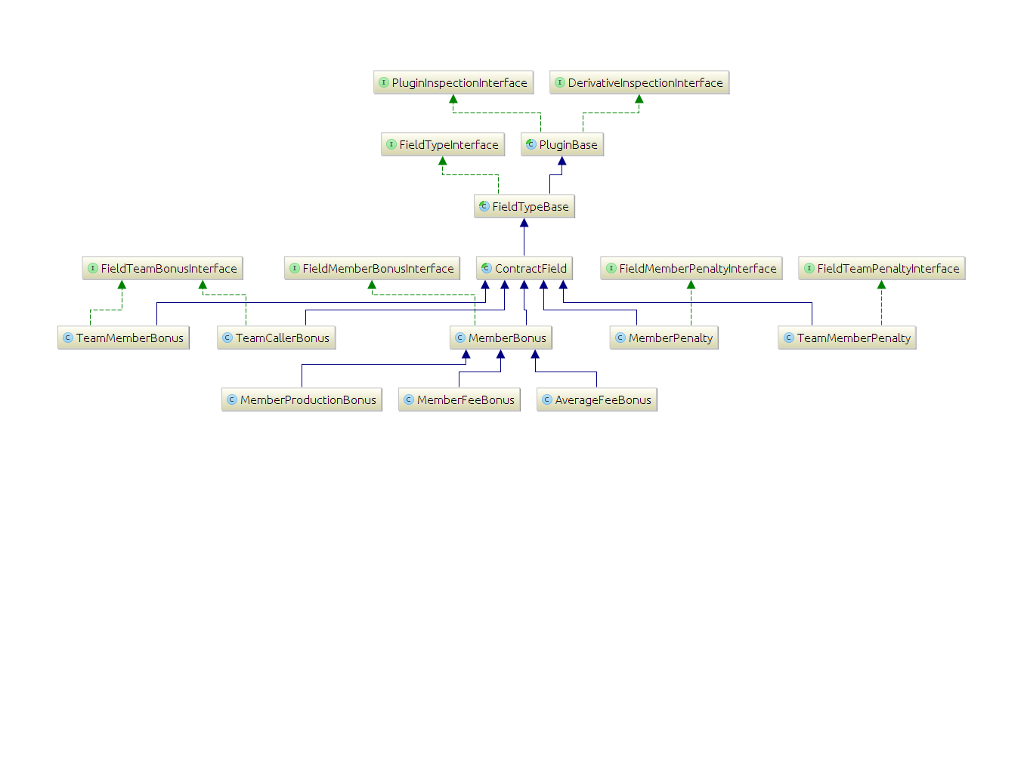 I PluginInspectionInterface
I DerivativeInspectionInterface
I FieldTypeInterface
C PluginBase
C FieldTypeBase
I FieldTeamBonusInterface
I FieldMemberBonusInterface
C ContractField
I FieldMemberPenaltyInterface
I FieldTeamPenaltyInterface
C TeamMemberBonus
C TeamCallerBonus
C MemberBonus
C MemberPenalty
C TeamMemberPenalty
C MemberProductionBonus
C MemberFeeBonus
C AverageFeeBonus